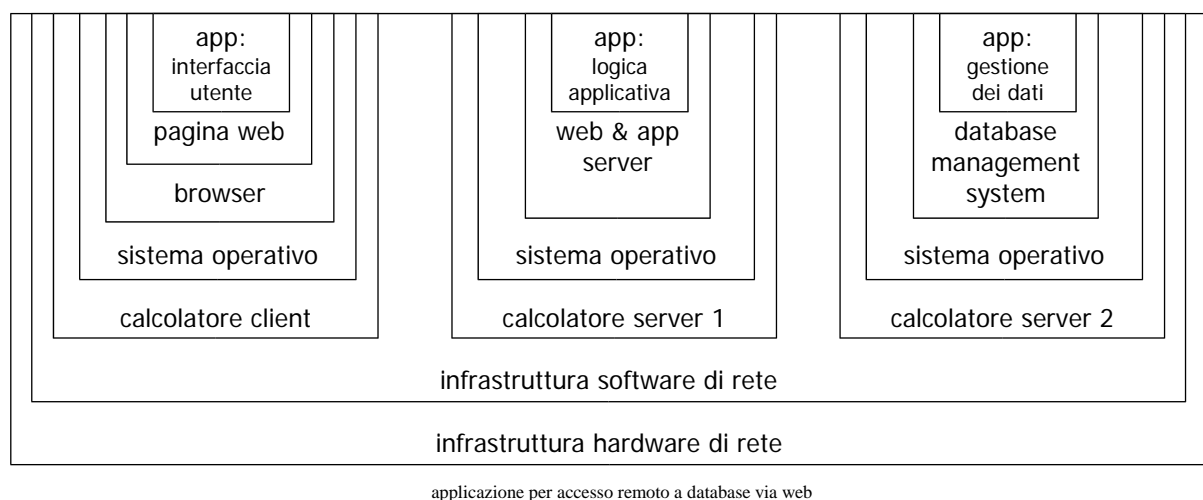 app:
interfaccia
utente
pagina web
browser
sistema operativo
calcolatore client
app:
logica
applicativa
web & app
server
sistema operativo
calcolatore server 1
app:
gestione
dei dati
database
management
system
sistema operativo
calcolatore server 2
infrastruttura software di rete
infrastruttura hardware di rete
applicazione per accesso remoto a database via web